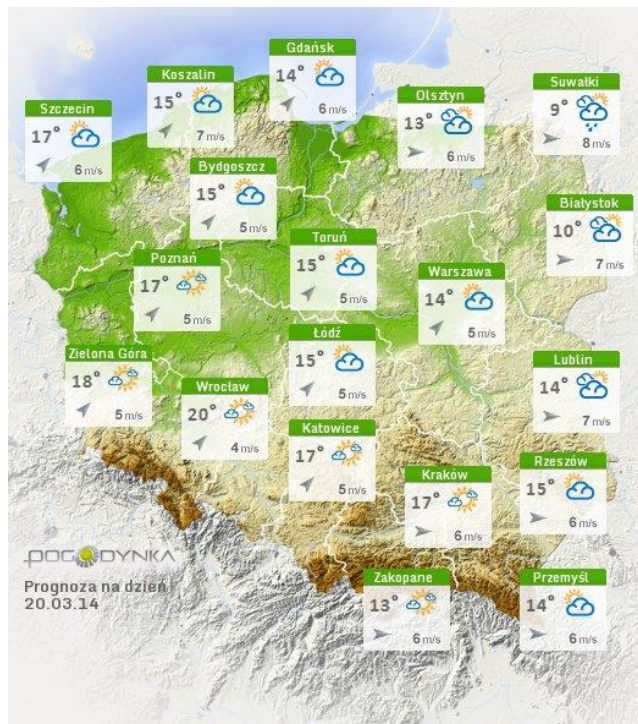 Gdańsk
14°
6 m/s
Koszalin
15°
7 m/s
Szczecin
17°
6 m/s
Olsztyn
13°
6 m/s
Suwałki
9°
8 m/s
Bydgoszcz
15°
5 m/s
Białystok
10°
7 m/s
Toruń
15°
5 m/s
Poznań
17°
5 m/s
Warszawa
14°
5 m/s
Łódź
15°
5 m/s
Zielona Góra
18°
5 m/s
Wrocław
20°
4 m/s
Lublin
14°
7 m/s
Katowice
17°
5 m/s
Kraków
17°
6 m/s
Rzeszów
15°
6 m/s
POGODYNKA
Prognoza na dzień
20.03.14
Zakopane
13°
6 m/s
Przemyśl
14°
6 m/s